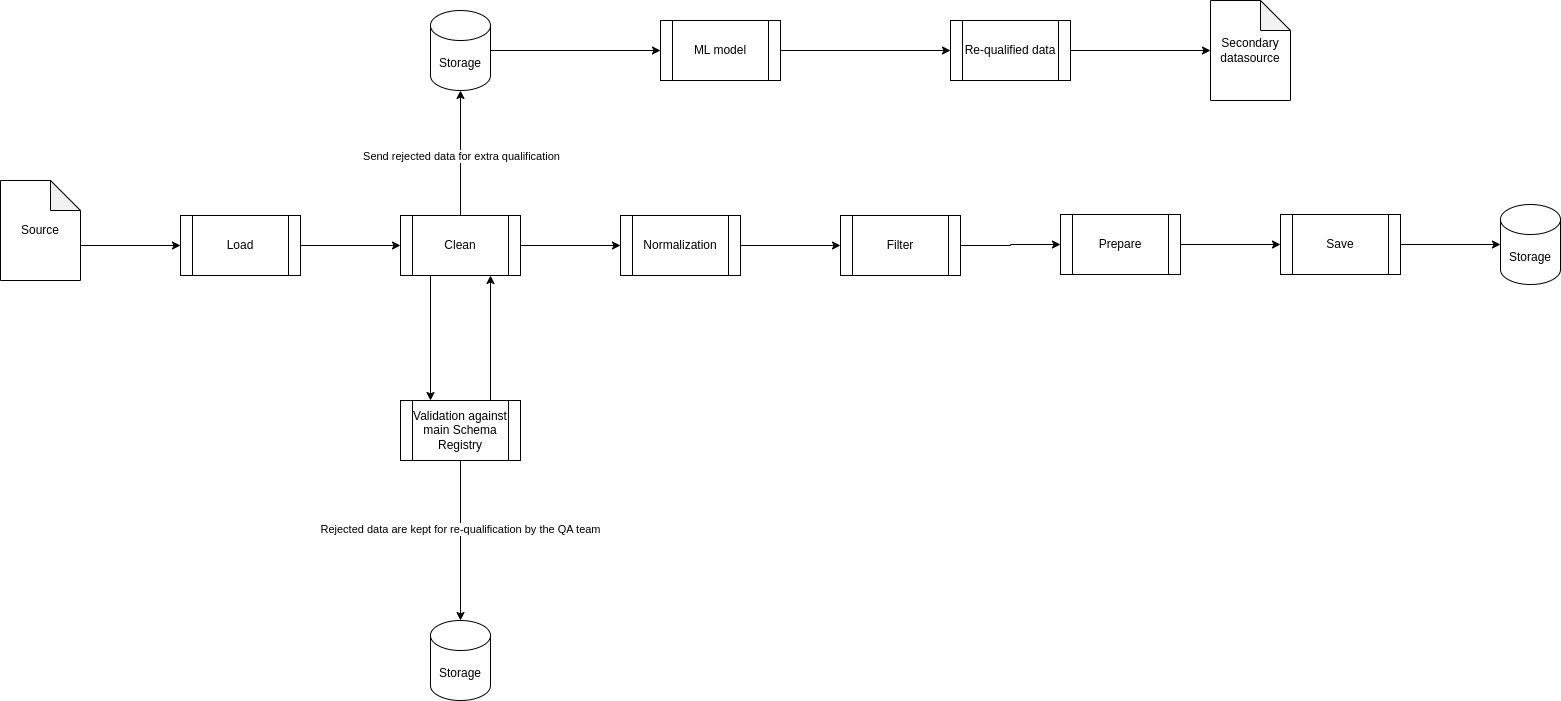 Storage
ML model
Re-qualified data
Secondary
datasource
Send rejected data for extra qualification
Source
Load
Clean
Normalization
Filter
Prepare
Save
Storage
Validation against
main Schema
Registry
Rejected data are kept for re-qualification by the QA team
Storage